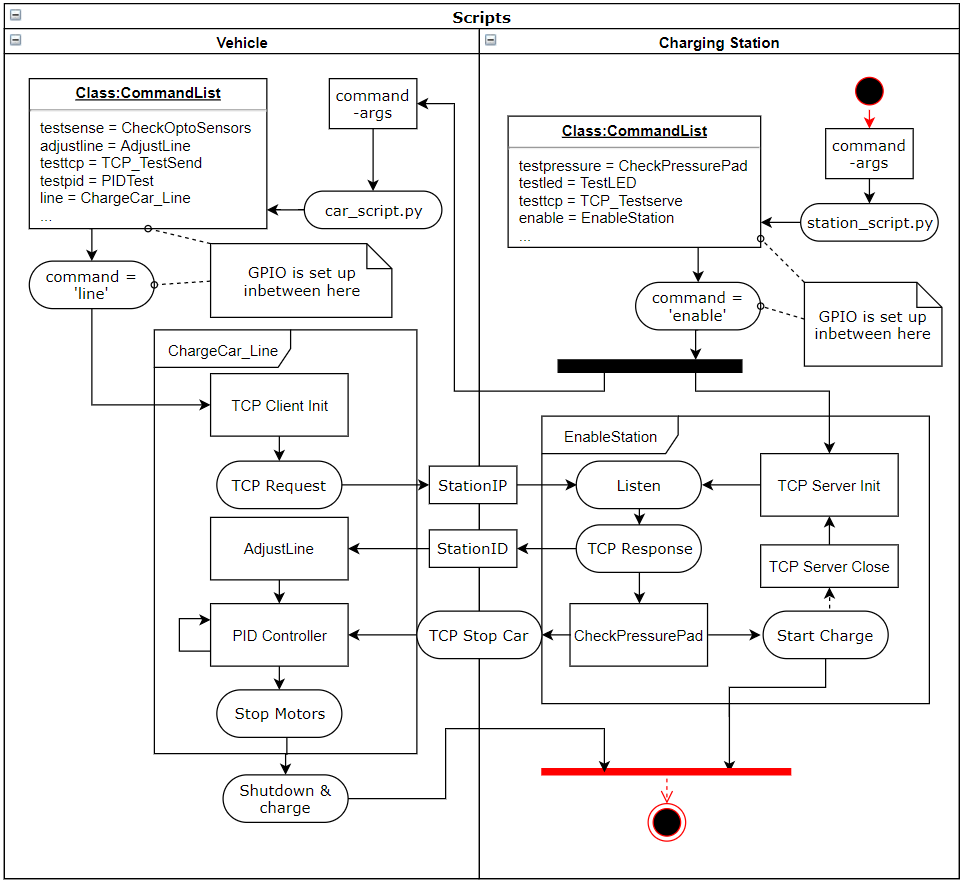 Scripts
Vehicle
Class:CommandList
testsense = CheckOptoSensors
adjustline = AdjustLine
testtcp = TCP_TestSend
testpid = PIDTest
line = ChargeCar_Line
...
command
-args
car_script.py
command =
'line'
GPIO is set up
inbetween here
ChargeCar_Line
TCP Client Init
TCP Request
AdjustLine
PID Controller
Stop Motors
Shutdown &
charge
StationIP
StationID
TCP Stop Car
Charging Station
Class:CommandList
testpressure = CheckPressurePad
testled = TestLED
testtcp = TCP_Testserve
enable = EnableStation
...
command
-args
station_script.py
command =
'enable'
GPIO is set up
inbetween here
EnableStation
Listen
TCP Server Init
TCP Response
TCP Server Close
CheckPressurePad
Start Charge